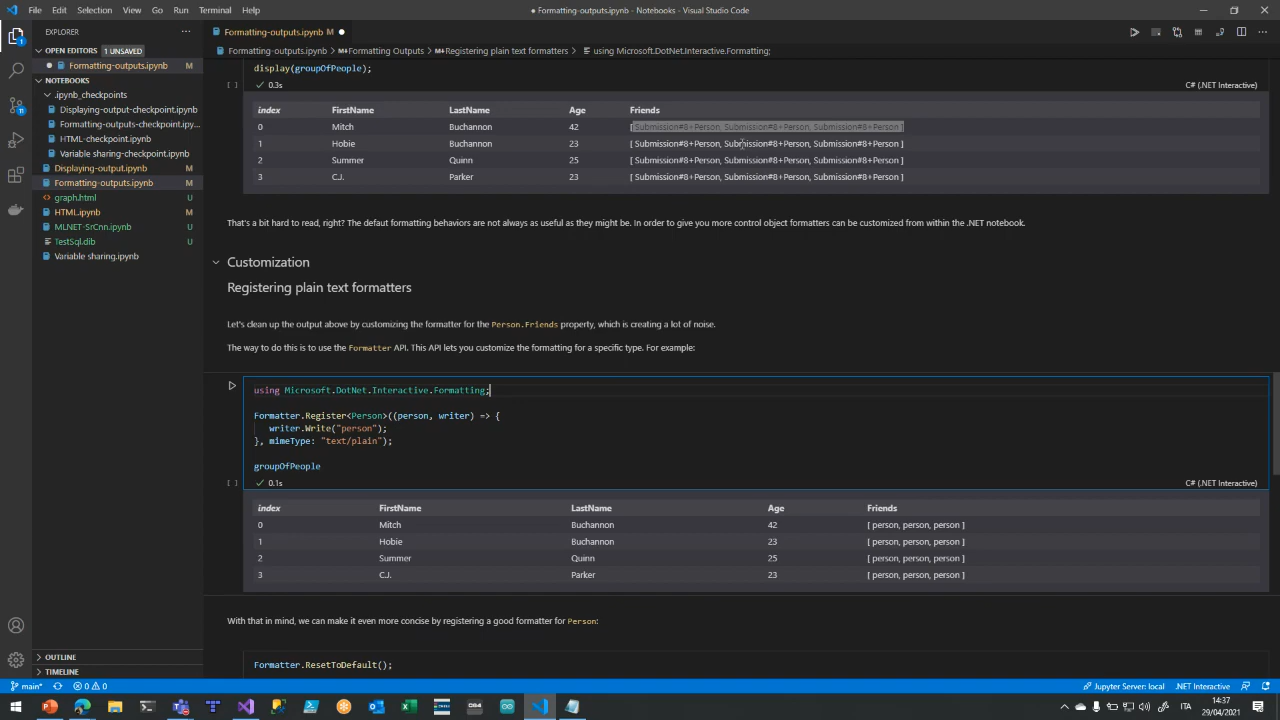 File Edit Selection View Go Run Terminal Help
● Formatting-outputs.ipynb - Notebooks - Visual Studio Code
EXPLORER
OPEN EDITORS 1 UNSAVED
Formatting-outputs.ipynb M
NOTEBOOKS
.ipynb_checkpoints
Displaying-output-checkpoint.ipynb
Formatting-outputs-checkpoint.ipynb
HTML-checkpoint.ipynb
Variable sharing-checkpoint.ipynb
Displaying-output.ipynb M
Formatting-outputs.ipynb M
graph.html U
HTML.ipynb M
MLNET-SrCnn.ipynb U
TestSql.dib U
Variable sharing.ipynb
OUTLINE
TIMELINE
Formatting-outputs.ipynb M
Formatting-outputs.ipynb > Formatting Outputs > Registering plain text formatters > using Microsoft.DotNet.Interactive.Formatting;
display(groupOfPeople);
[ ] 0.3s C# (.NET Interactive)
index FirstName LastName Age Friends
0 Mitch Buchannon 42 [ Submission#8+Person, Submission#8+Person, Submission#8+Person ]
1 Hobie Buchannon 23 [ Submission#8+Person, Submission#8+Person, Submission#8+Person ]
2 Summer Quinn 25 [ Submission#8+Person, Submission#8+Person, Submission#8+Person ]
3 C.J. Parker 23 [ Submission#8+Person, Submission#8+Person, Submission#8+Person ]
That's a bit hard to read, right? The defaut formatting behaviors are not always as useful as they might be. In order to give you more control object formatters can be customized from within the .NET notebook.
Customization
Registering plain text formatters
Let's clean up the output above by customizing the formatter for the Person.Friends property, which is creating a lot of noise.
The way to do this is to use the Formatter API. This API lets you customize the formatting for a specific type. For example:
using Microsoft.DotNet.Interactive.Formatting;
Formatter.Register<Person>((person, writer) => {
writer.Write("person");
}, mimeType: "text/plain");
groupOfPeople
[ ] 0.1s C# (.NET Interactive)
index FirstName LastName Age Friends
0 Mitch Buchannon 42 [ person, person, person ]
1 Hobie Buchannon 23 [ person, person, person ]
2 Summer Quinn 25 [ person, person, person ]
3 C.J. Parker 23 [ person, person, person ]
With that in mind, we can make it even more concise by registering a good formatter for Person:
Formatter.ResetToDefault();
main* 0 0 Jupyter Server: local .NET Interactive
ITA
14:37
29/04/2021